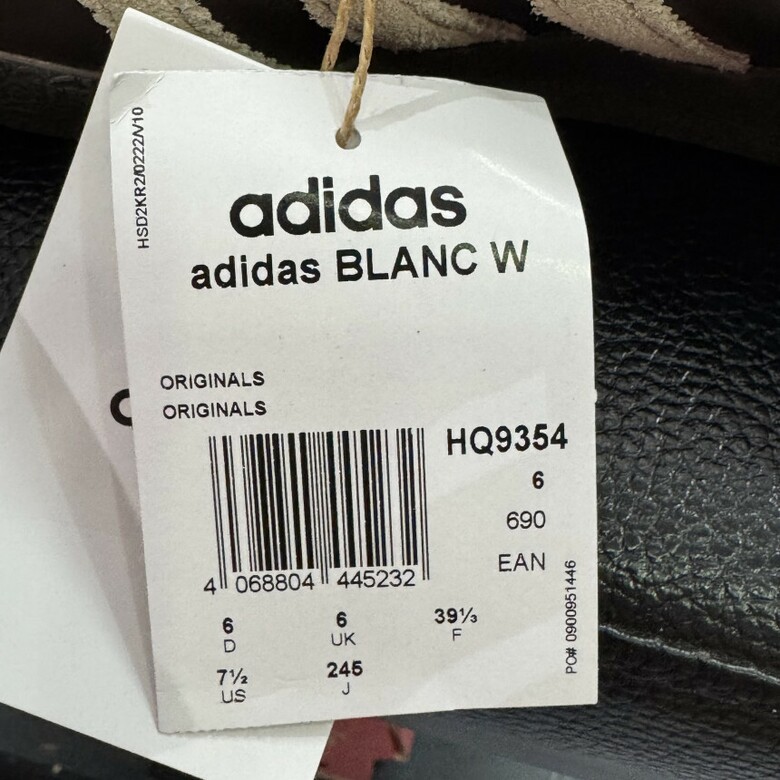 HSD2KR2/0222/V/10
adidas
adidas BLANC W
ORIGINALS
ORIGINALS
HQ9354
6
690
EAN
4 068804 445232
6 6 39⅓
D UK F
7½ 245
US J
PO# 0900951446